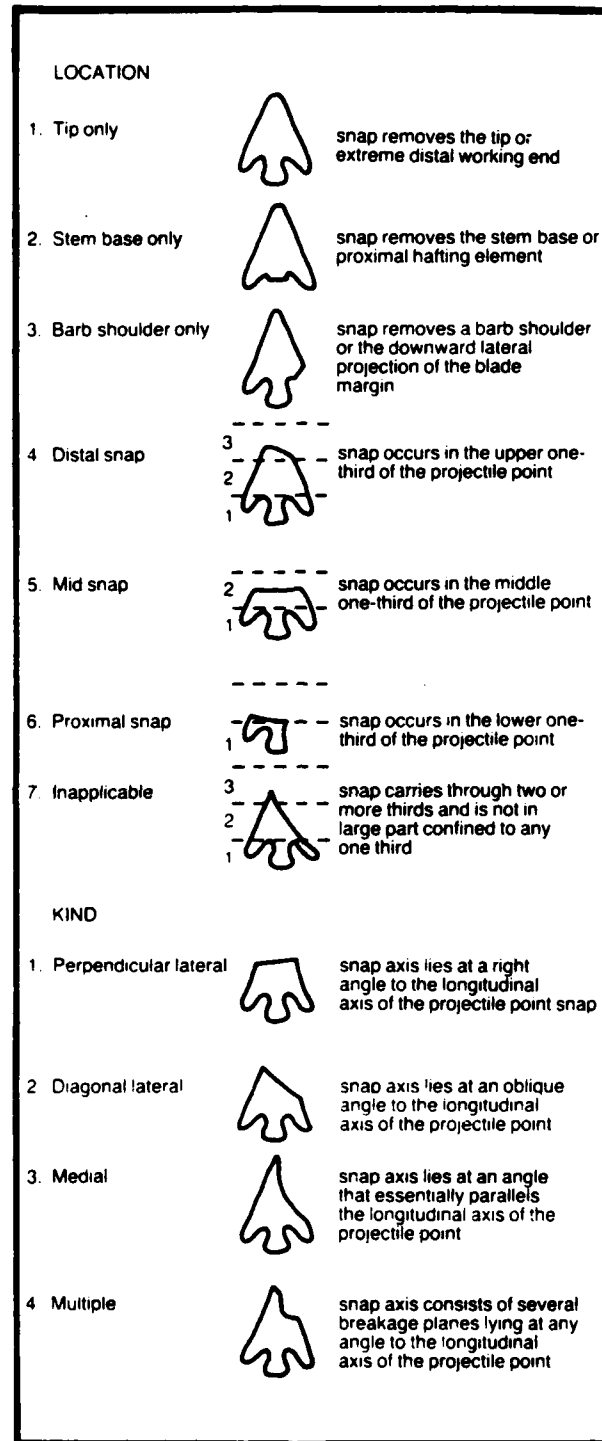 LOCATION
1. Tip only
snap removes the tip or
extreme distal working end
2. Stem base only
snap removes the stem base or
proximal hafting element
3. Barb shoulder only
snap removes a barb shoulder
or the downward lateral
projection of the blade
margin
4 Distal snap
3
2
1
snap occurs in the upper one-
third of the projectile point
5. Mid snap
2
1
snap occurs in the middle
one-third of the projectile point
6. Proximal snap
1
snap occurs in the lower one-
third of the projectile point
7. Inapplicable
3
2
1
snap carries through two or
more thirds and is not in
large part confined to any
one third
KIND
1. Perpendicular lateral
snap axis lies at a right
angle to the longitudinal
axis of the projectile point snap
2 Diagonal lateral
snap axis lies at an oblique
angle to the longitudinal
axis of the projectile point
3. Medial
snap axis lies at an angle
that essentially parallels
the longitudinal axis of the
projectile point
4 Multiple
snap axis consists of several
breakage planes lying at any
angle to the longitudinal
axis of the projectile point